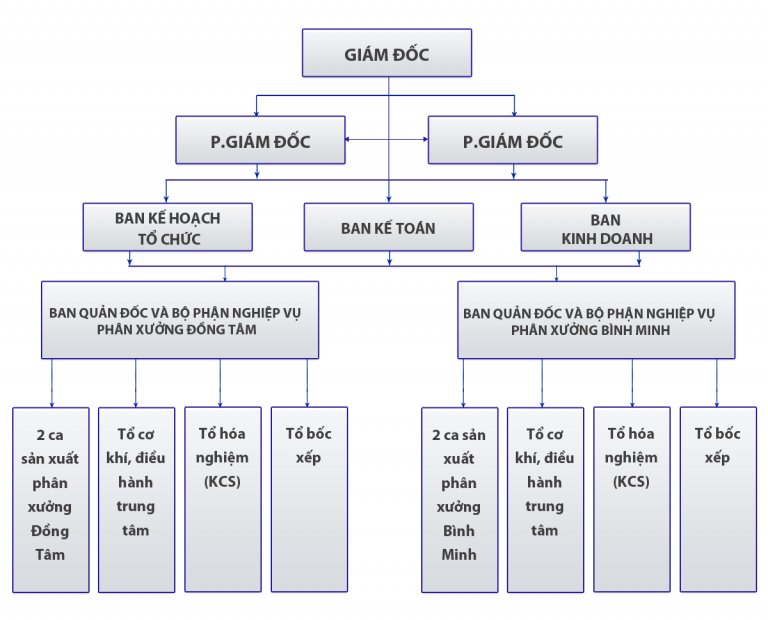 GIÁM ĐỐC
P.GIÁM ĐỐC
P.GIÁM ĐỐC
BAN KẾ HOẠCH
TỔ CHỨC
BAN KẾ TOÁN
BAN
KINH DOANH
BAN QUẢN ĐỐC VÀ BỘ PHẬN NGHIỆP VỤ
PHÂN XƯỞNG ĐỒNG TÂM
BAN QUẢN ĐỐC VÀ BỘ PHẬN NGHIỆP VỤ
PHÂN XƯỞNG BÌNH MINH
2 ca
sản xuất
phân
xưởng
Đồng
Tâm
Tổ cơ
khí, điều
hành
trung
tâm
Tổ hóa
nghiệm
(KCS)
Tổ bốc
xếp
2 ca sản
xuất
phân
xưởng
Bình
Minh
Tổ cơ
khí, điều
hành
trung
tâm
Tổ hóa
nghiệm
(KCS)
Tổ bốc
xếp